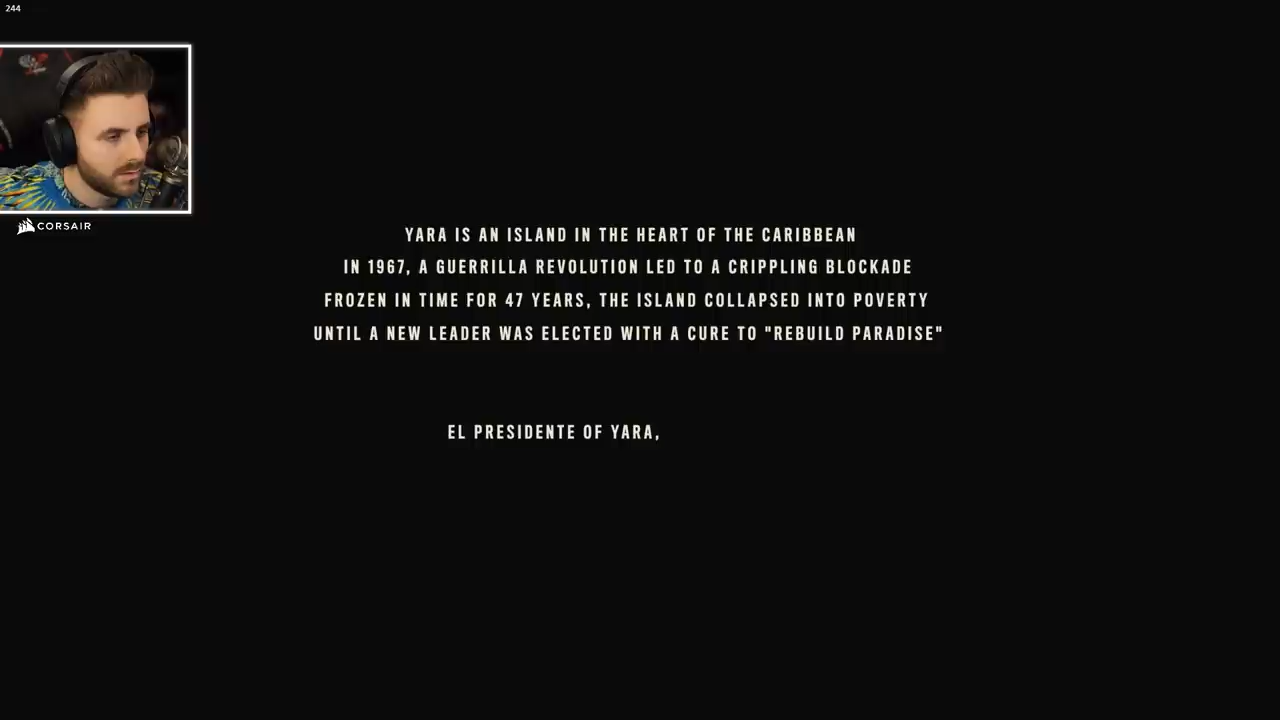 244
CORSAIR
YARA IS AN ISLAND IN THE HEART OF THE CARIBBEAN
IN 1967, A GUERRILLA REVOLUTION LED TO A CRIPPLING BLOCKADE
FROZEN IN TIME FOR 47 YEARS, THE ISLAND COLLAPSED INTO POVERTY
UNTIL A NEW LEADER WAS ELECTED WITH A CURE TO "REBUILD PARADISE"
EL PRESIDENTE OF YARA,